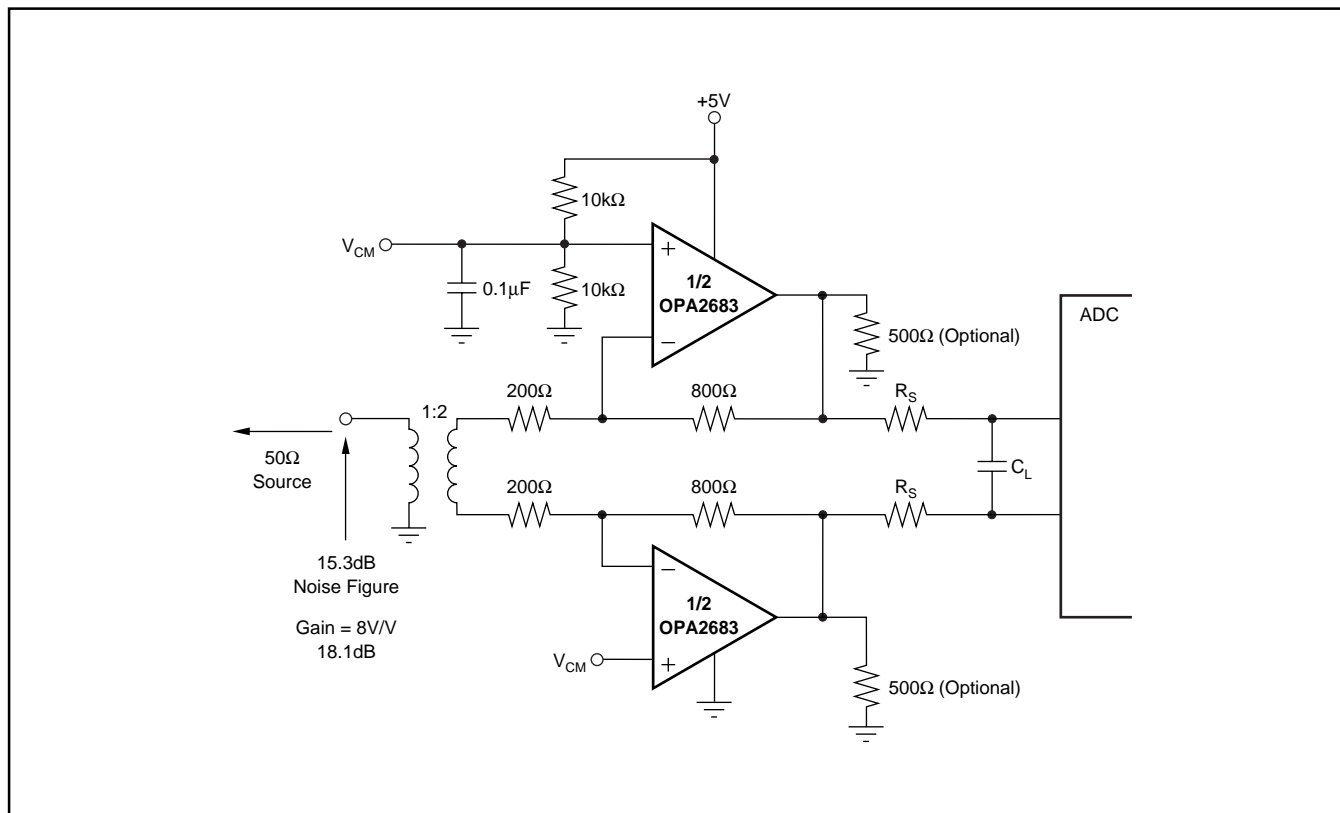 +5V
10kΩ
V_CM
0.1µF
10kΩ
+
1/2
OPA2683
−
ADC
500Ω (Optional)
200Ω
800Ω
R_S
1:2
50Ω
Source
C_L
200Ω
800Ω
R_S
15.3dB
Noise Figure
Gain = 8V/V
18.1dB
−
1/2
OPA2683
V_CM
+
500Ω (Optional)